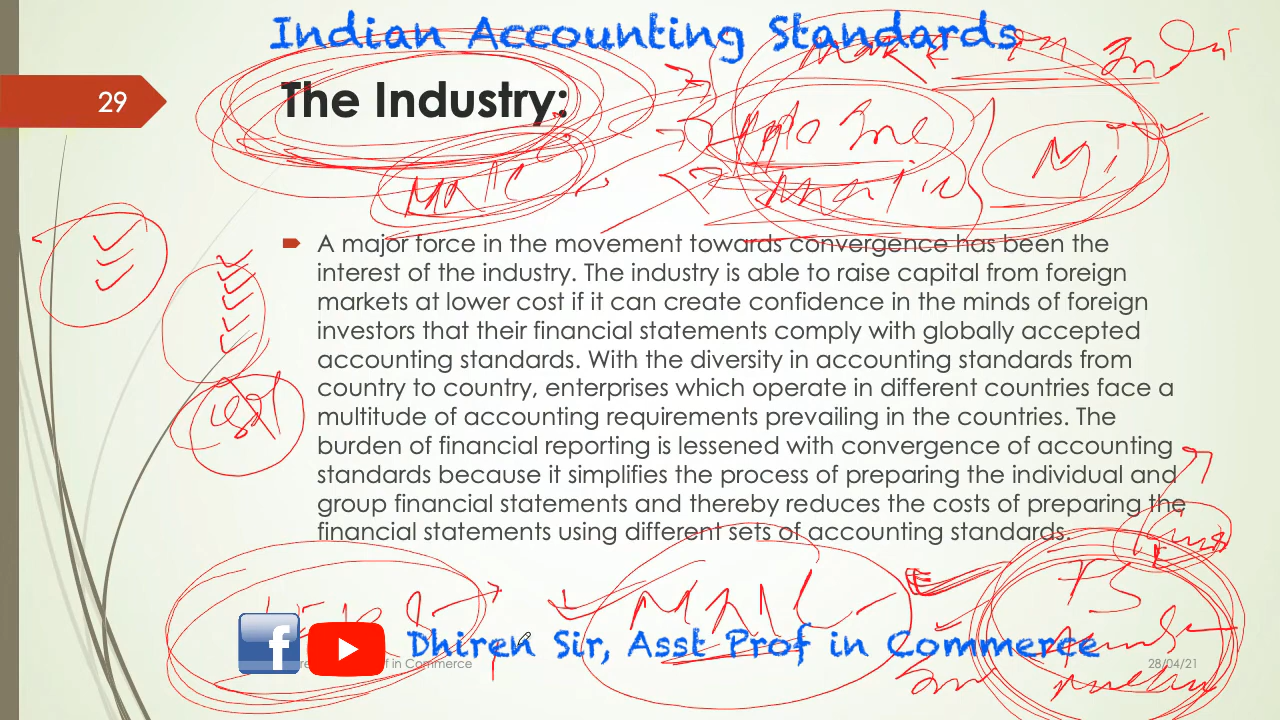 Indian Accounting Standards
29
The Industry:
A major force in the movement towards convergence has been the
interest of the industry. The industry is able to raise capital from foreign
markets at lower cost if it can create confidence in the minds of foreign
investors that their financial statements comply with globally accepted
accounting standards. With the diversity in accounting standards from
country to country, enterprises which operate in different countries face a
multitude of accounting requirements prevailing in the countries. The
burden of financial reporting is lessened with convergence of accounting
standards because it simplifies the process of preparing the individual and
group financial statements and thereby reduces the costs of preparing the
financial statements using different sets of accounting standards.
MNC
FS
f
Dhiren Sir, Asst Prof in Commerce
f in Commerce
28/04/21